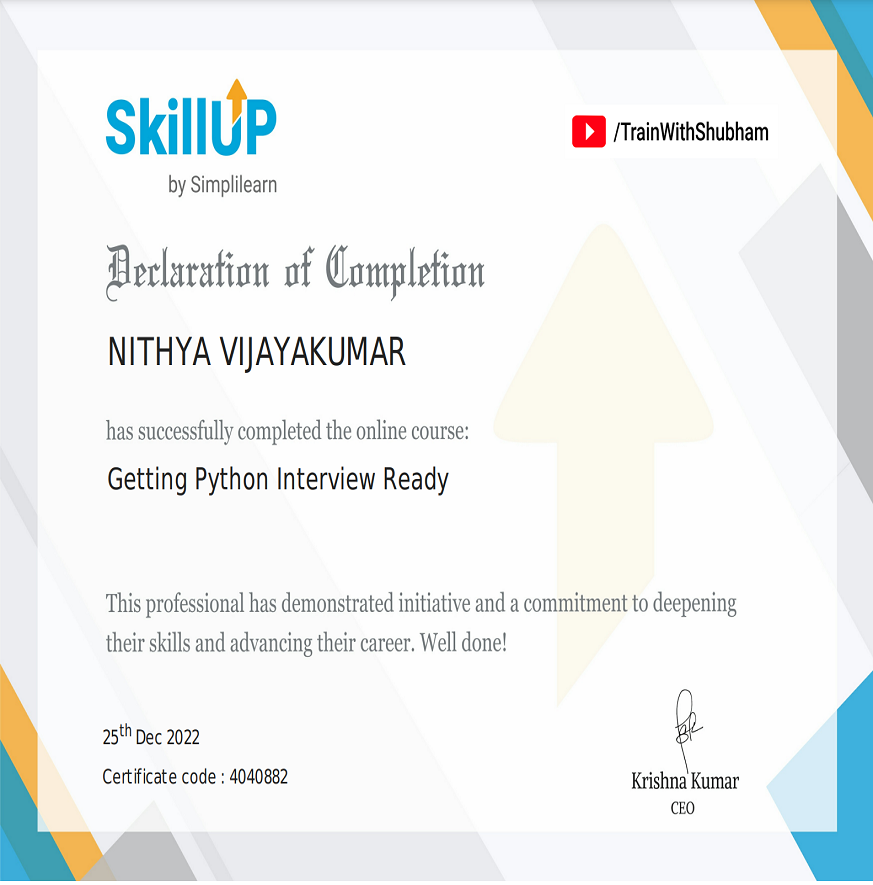 SkillUP
by Simplilearn
/TrainWithShubham
Declaration of Completion
NITHYA VIJAYAKUMAR
has successfully completed the online course:
Getting Python Interview Ready
This professional has demonstrated initiative and a commitment to deepening
their skills and advancing their career. Well done!
25th Dec 2022
Certificate code : 4040882
Krishna Kumar
CEO